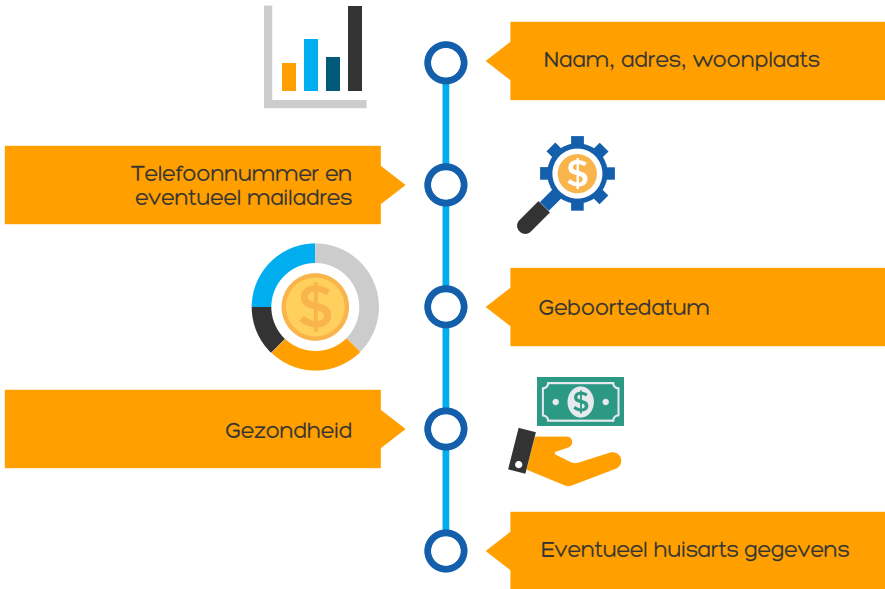 Naam, adres, woonplaats
Telefoonnummer en
eventueel mailadres
$
$
Geboortedatum
$
Gezondheid
Eventueel huisarts gegevens